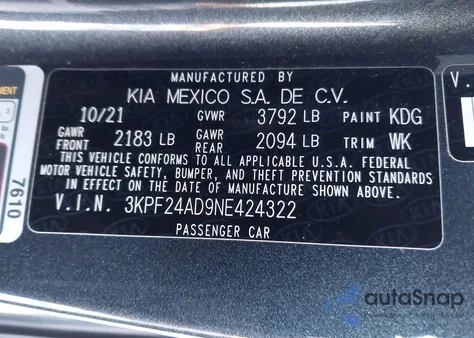 MANUFACTURED BY
KIA MEXICO S.A. DE C.V.
10/21 GVWR 3792 LB PAINT KDG
GAWR FRONT 2183 LB GAWR REAR 2094 LB TRIM WK
THIS VEHICLE CONFORMS TO ALL APPLICABLE U.S.A. FEDERAL
MOTOR VEHICLE SAFETY, BUMPER, AND THEFT PREVENTION STANDARDS
IN EFFECT ON THE DATE OF MANUFACTURE SHOWN ABOVE.
V.I.N. 3KPF24AD9NE424322
PASSENGER CAR
7610
V.
autoSnap